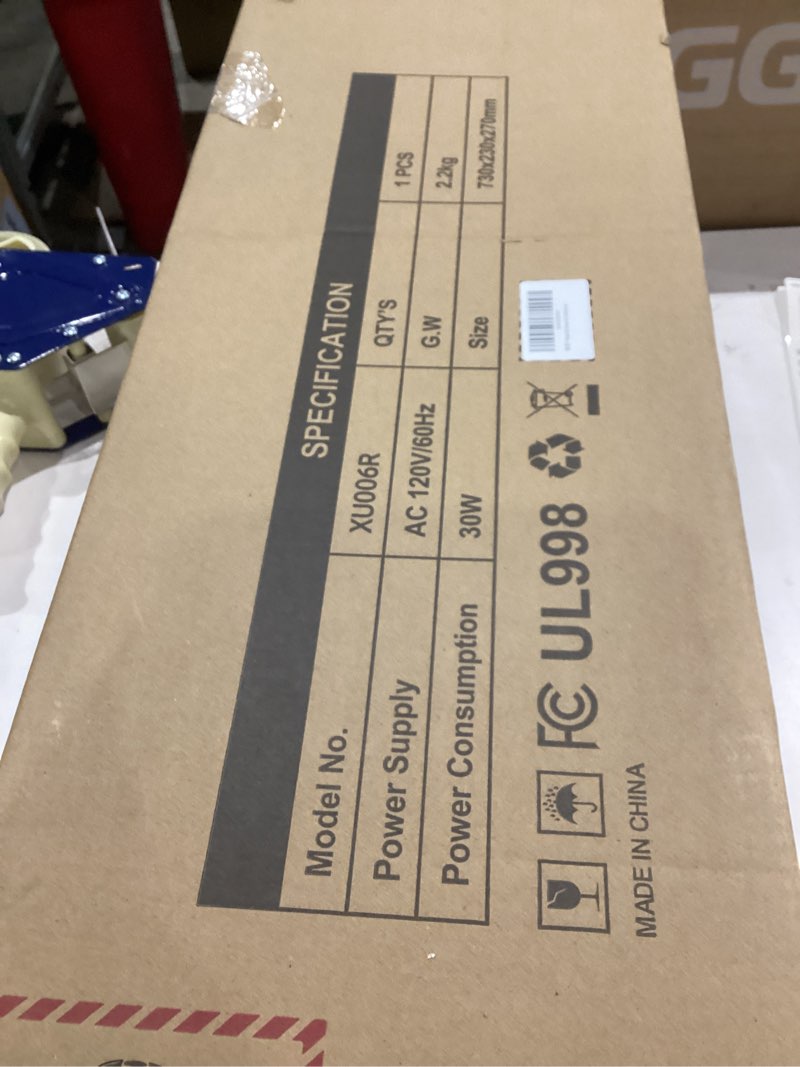 SPECIFICATION
Model No. XU006R QTY'S 1 PCS
Power Supply AC 120V/60Hz G.W 2.2kg
Power Consumption 30W Size 730x230x270mm
FC UL998
MADE IN CHINA
GG